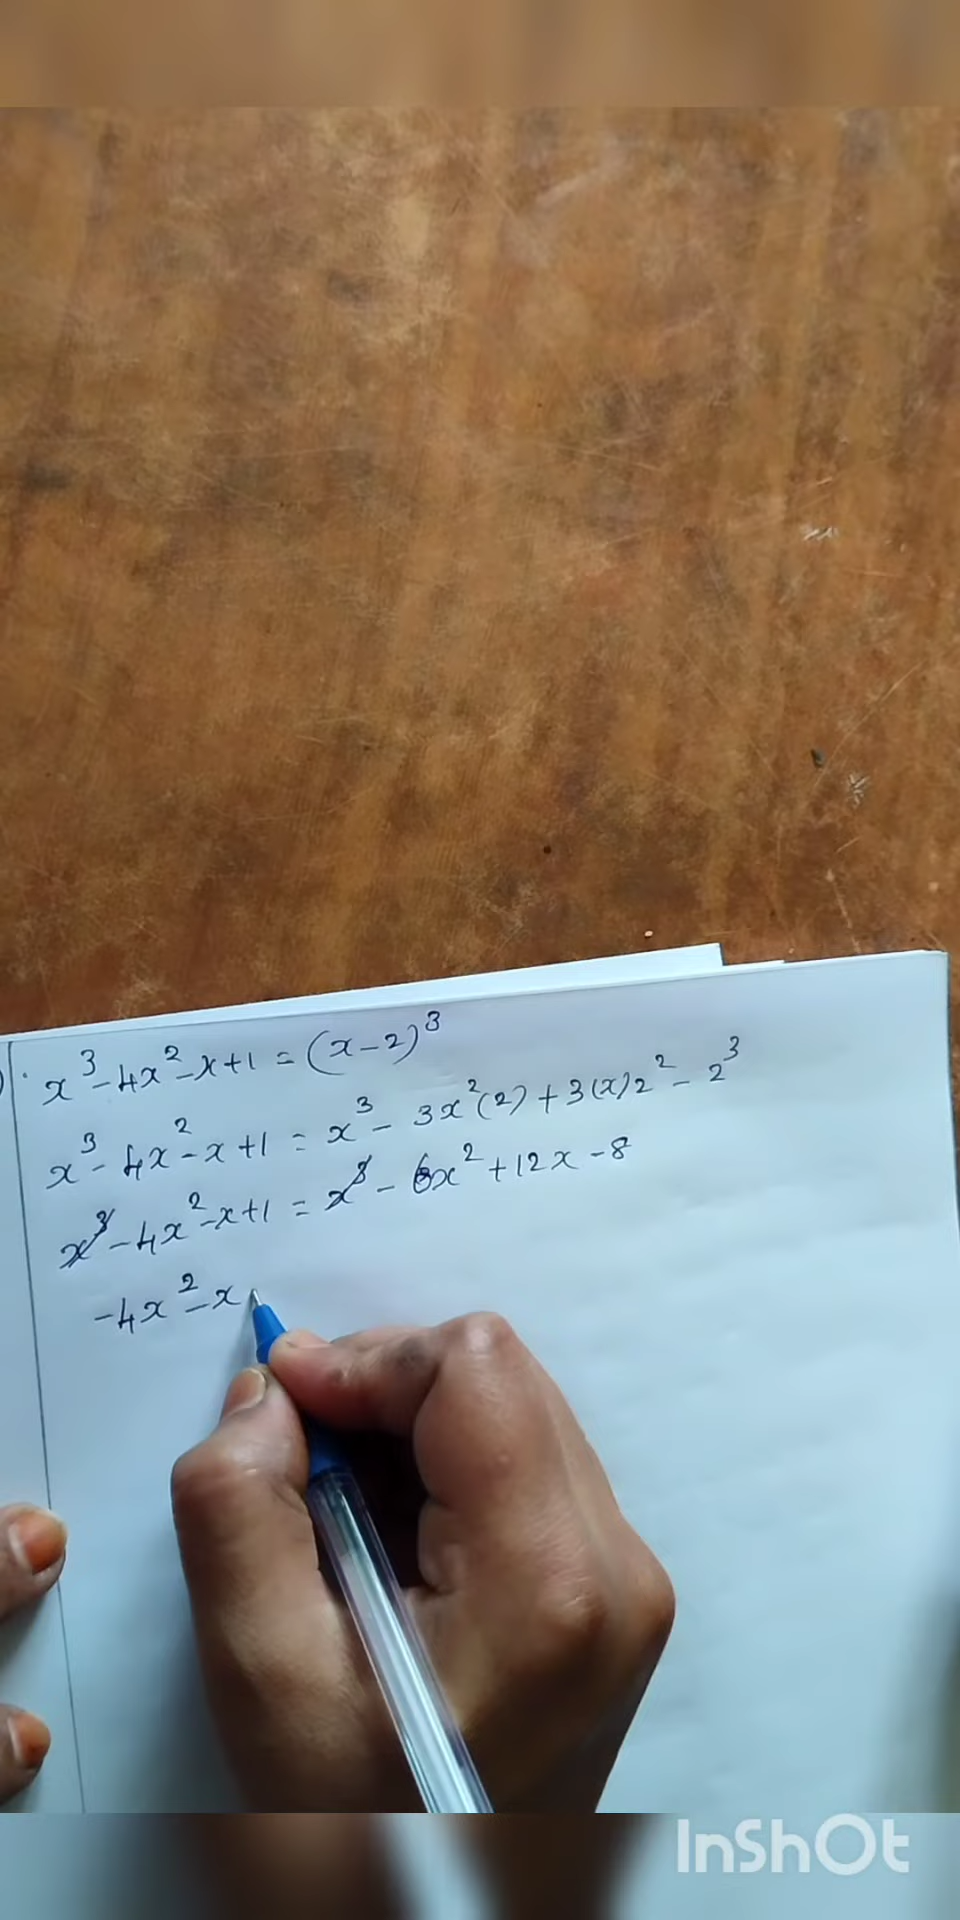 x³-4x²-x+1 = (x-2)³
x³-4x²-x+1 = x³- 3x²(2)+3(x)2²-2³
x³-4x²-x+1 = x³- 6x²+12x-8
-4x²-x
InShOt